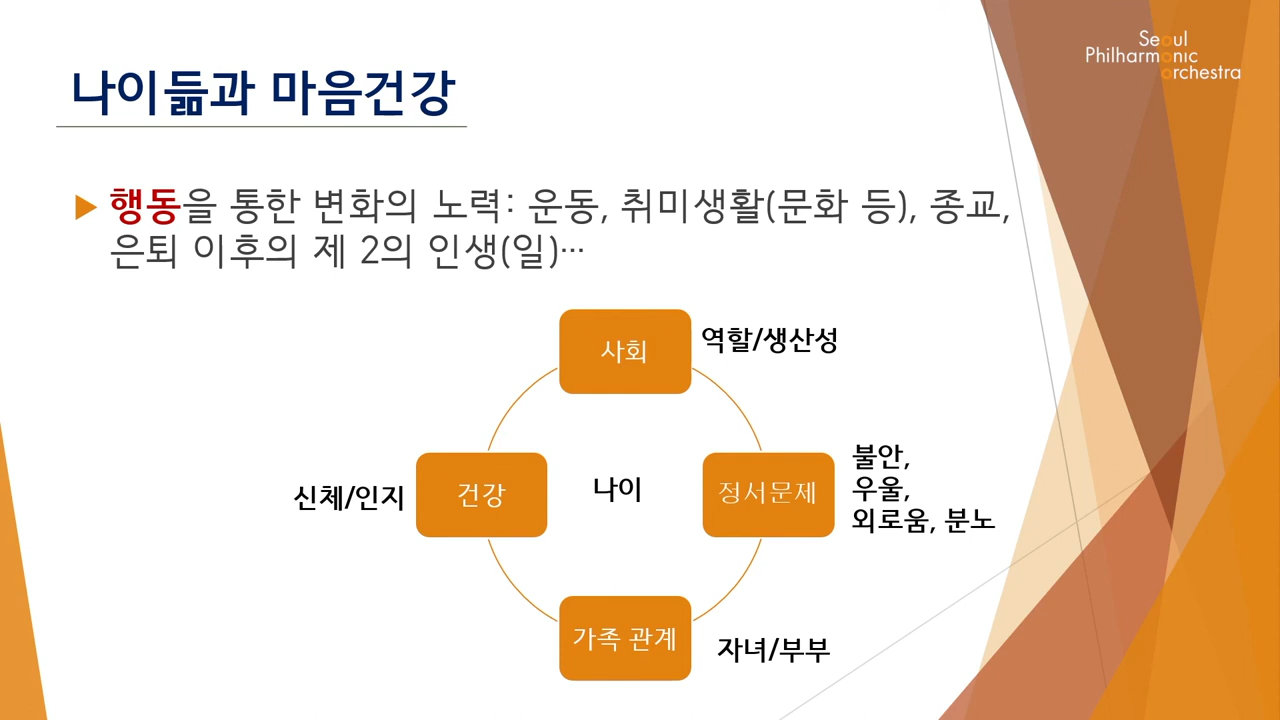 Seoul
Philharmonic
orchestra
나이듦과 마음건강
행동을 통한 변화의 노력: 운동, 취미생활(문화 등), 종교,
은퇴 이후의 제 2의 인생(일)…
사회
역할/생산성
신체/인지
건강
나이
정서문제
불안,
우울,
외로움, 분노
가족 관계
자녀/부부